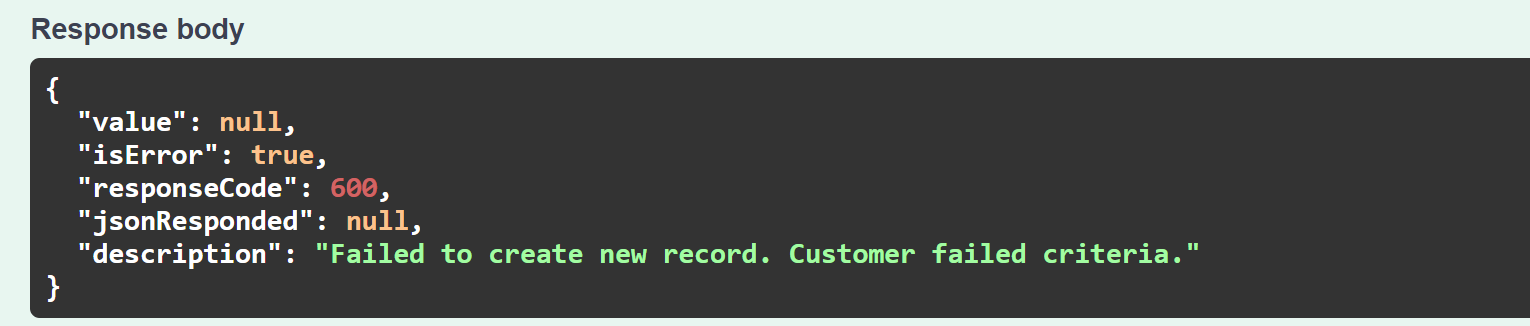 Response body
{
"value": null,
"isError": true,
"responseCode": 600,
"jsonResponded": null,
"description": "Failed to create new record. Customer failed criteria."
}